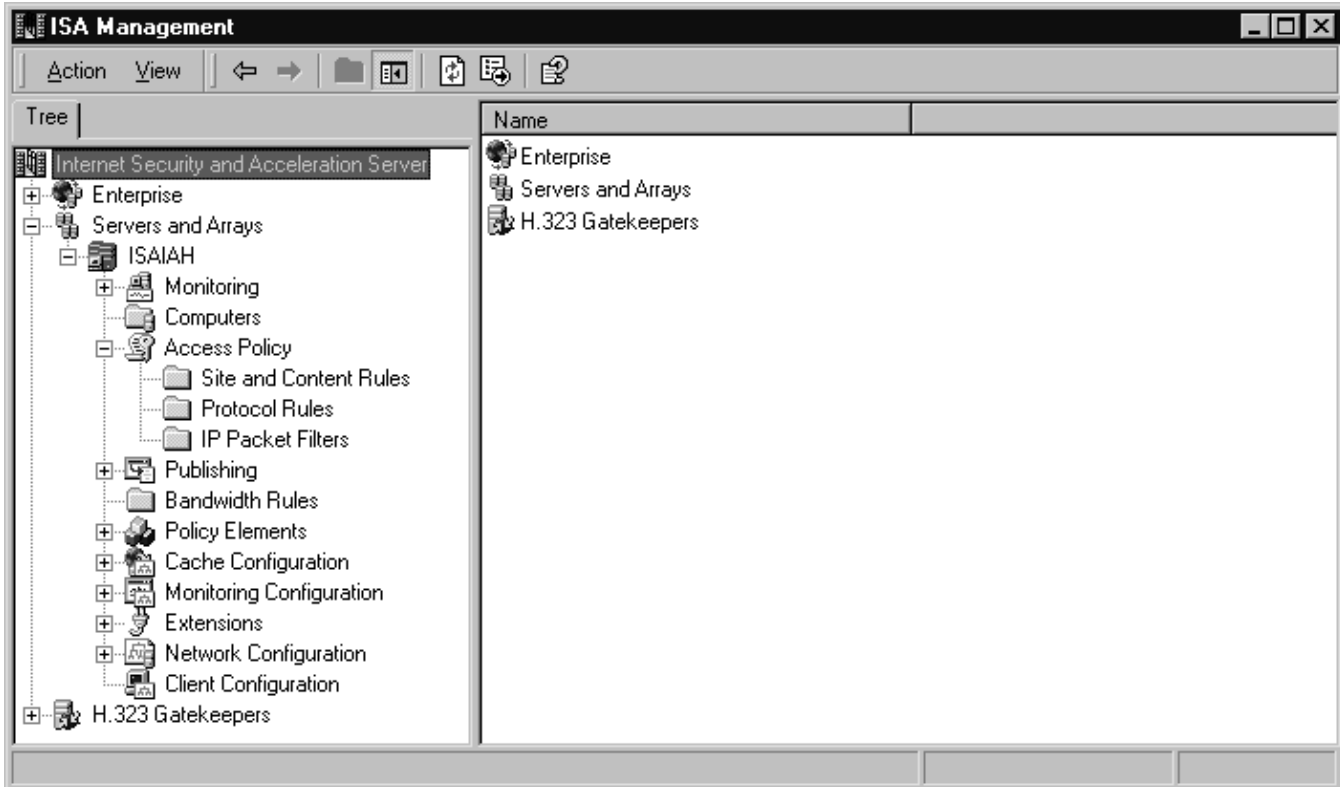 ISA Management
Action View
Tree
Internet Security and Acceleration Server
Enterprise
Servers and Arrays
ISAIAH
Monitoring
Computers
Access Policy
Site and Content Rules
Protocol Rules
IP Packet Filters
Publishing
Bandwidth Rules
Policy Elements
Cache Configuration
Monitoring Configuration
Extensions
Network Configuration
Client Configuration
H.323 Gatekeepers
Name
Enterprise
Servers and Arrays
H.323 Gatekeepers